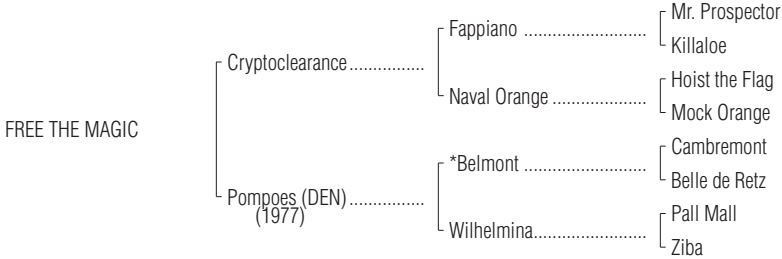 Mr. Prospector
Fappiano ..........................
Killaloe
Cryptoclearance................
Hoist the Flag
Naval Orange ....................
Mock Orange
FREE THE MAGIC
Cambremont
*Belmont ..........................
Belle de Retz
Pompoes (DEN)................
(1977)
Pall Mall
Wilhelmina........................
Ziba